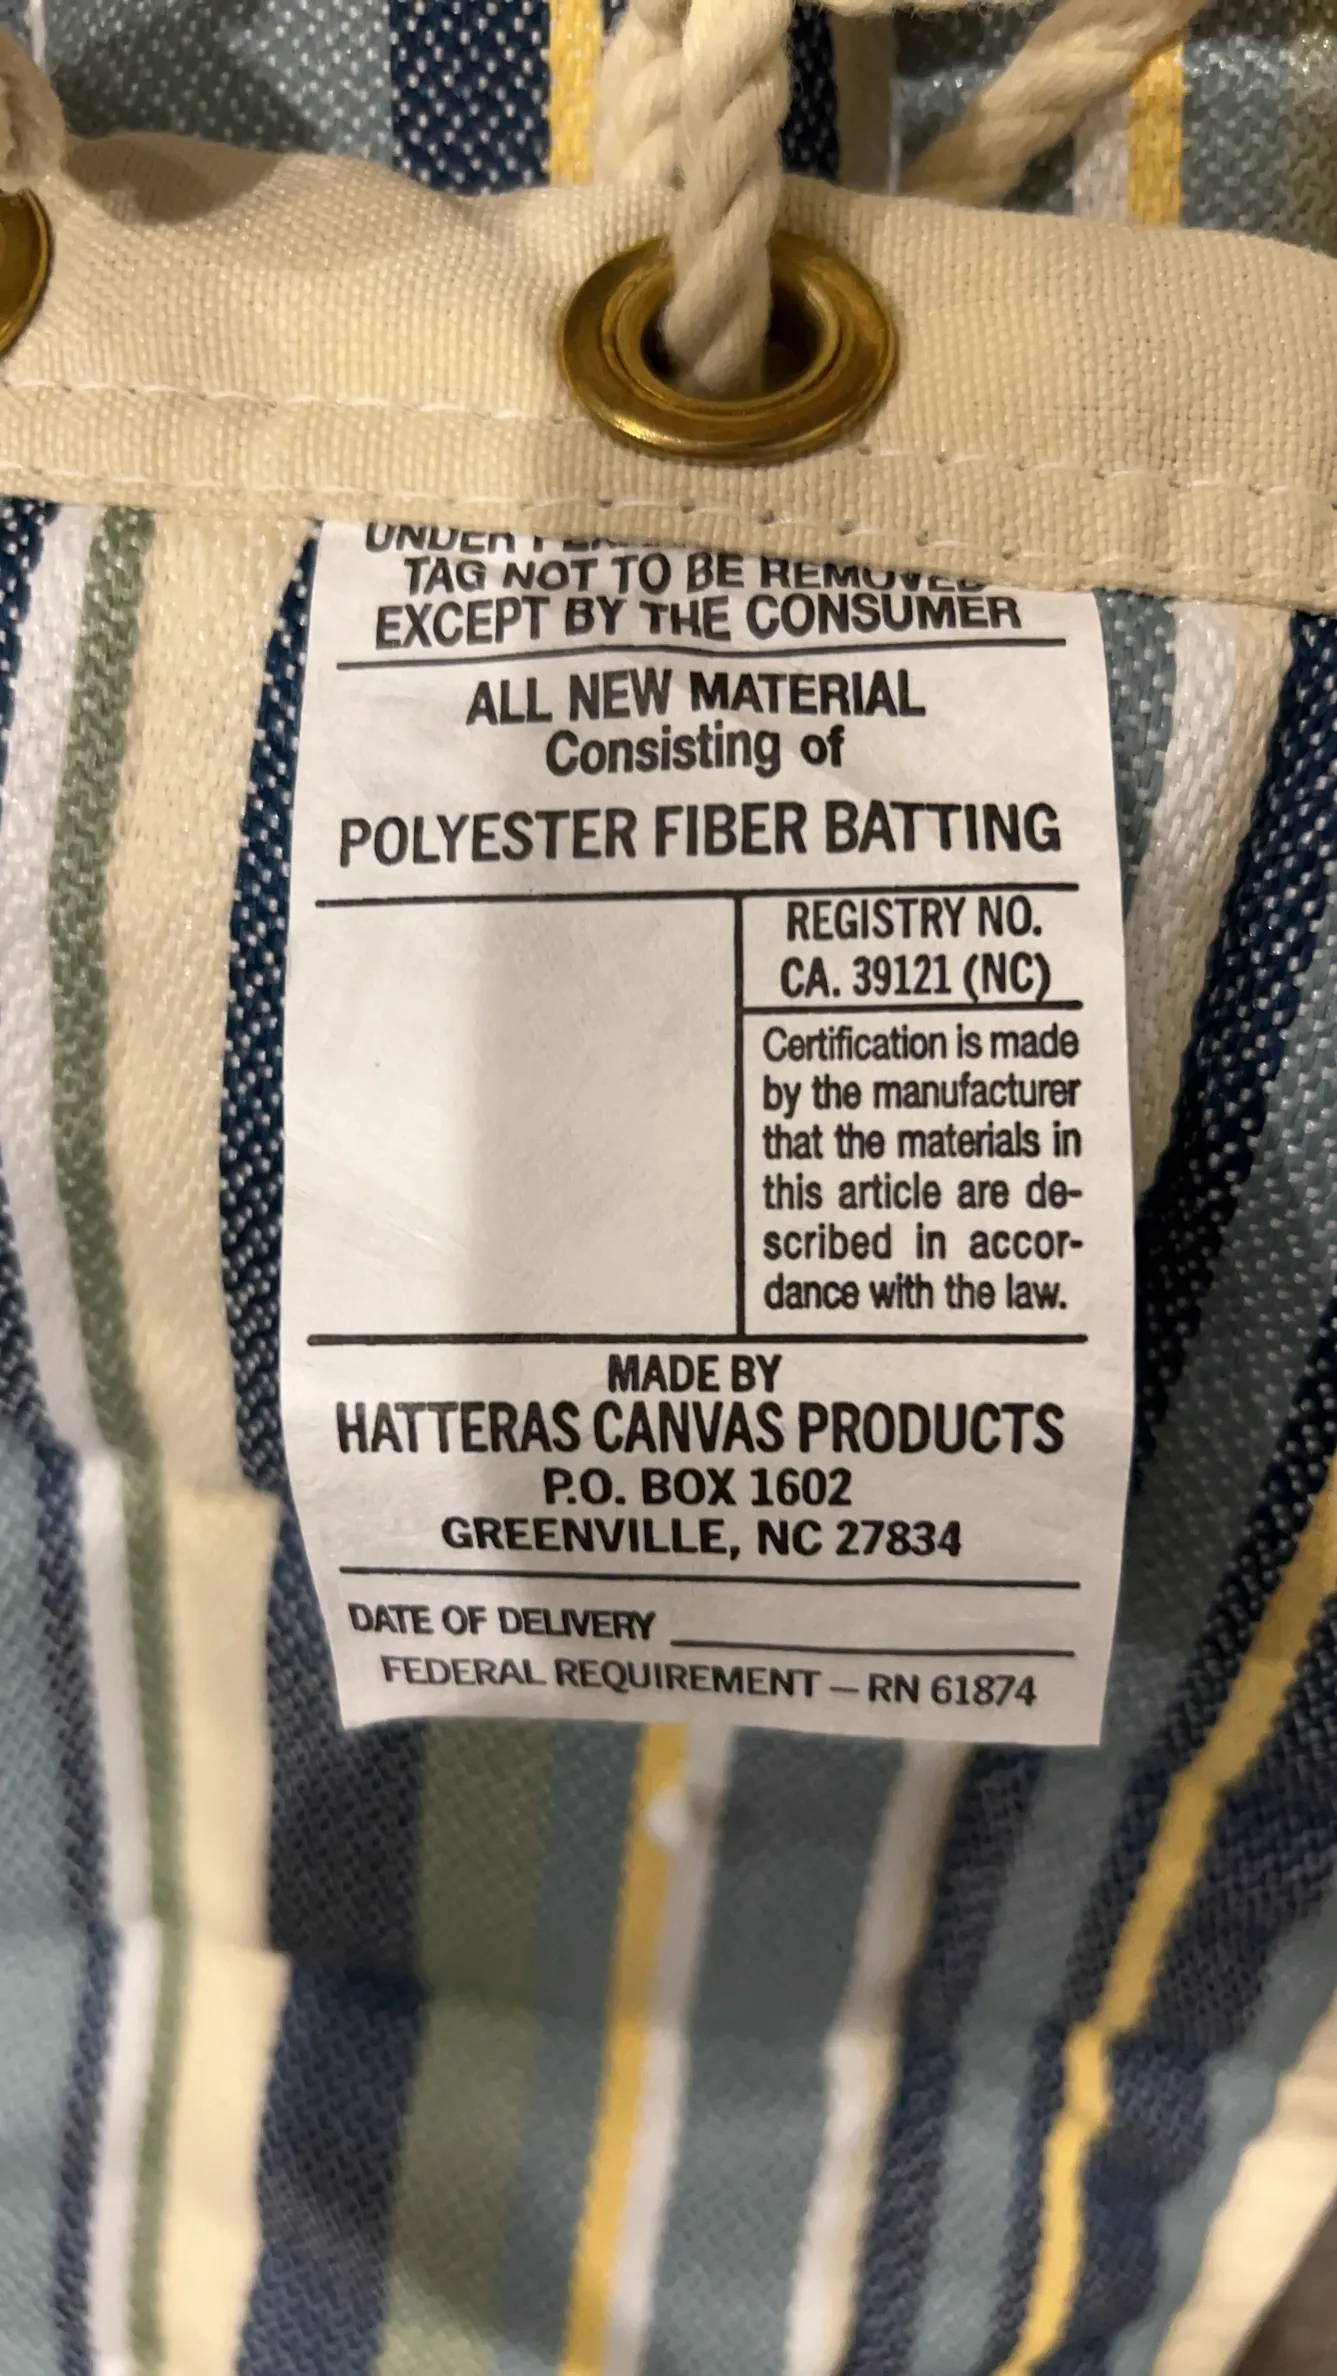 UNDER
TAG NOT TO BE REMOVED
EXCEPT BY THE CONSUMER
ALL NEW MATERIAL
Consisting of
POLYESTER FIBER BATTING
REGISTRY NO.
CA. 39121 (NC)
Certification is made
by the manufacturer
that the materials in
this article are de-
scribed in accor-
dance with the law.
MADE BY
HATTERAS CANVAS PRODUCTS
P.O. BOX 1602
GREENVILLE, NC 27834
DATE OF DELIVERY
FEDERAL REQUIREMENT – RN 61874